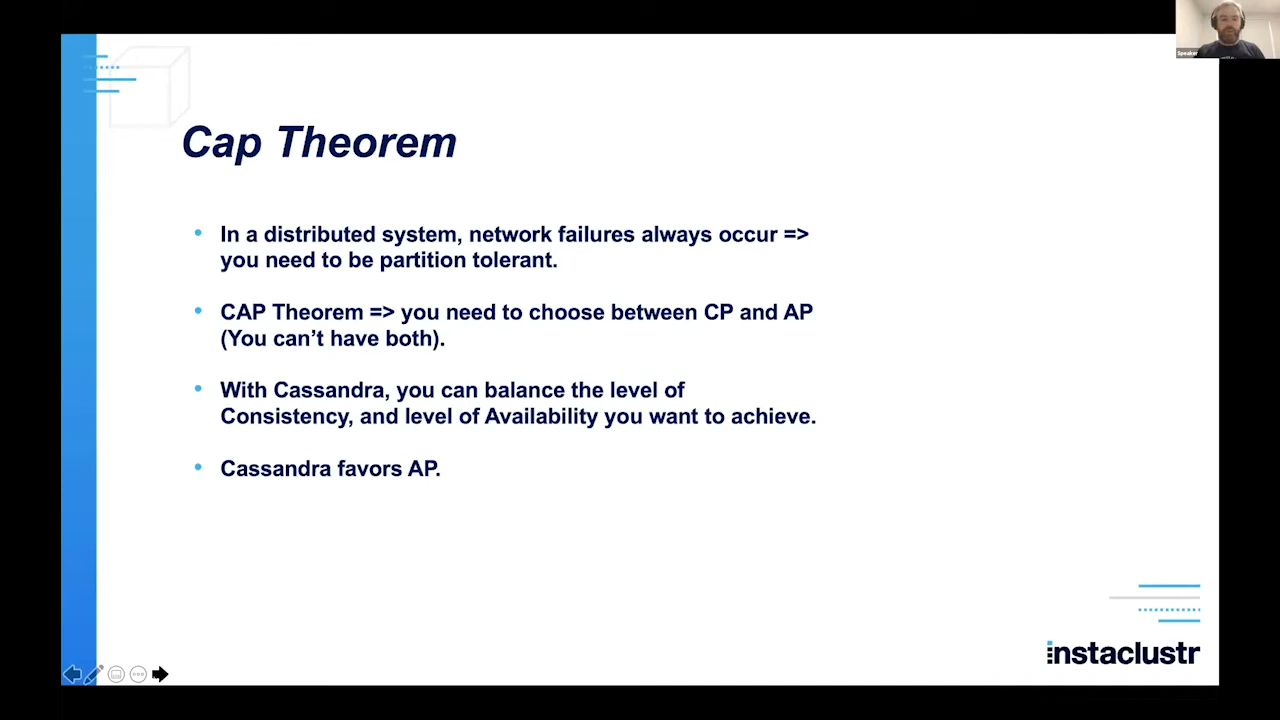 Speaker
Cap Theorem
• In a distributed system, network failures always occur =>
you need to be partition tolerant.
• CAP Theorem => you need to choose between CP and AP
(You can’t have both).
• With Cassandra, you can balance the level of
Consistency, and level of Availability you want to achieve.
• Cassandra favors AP.
instaclustr